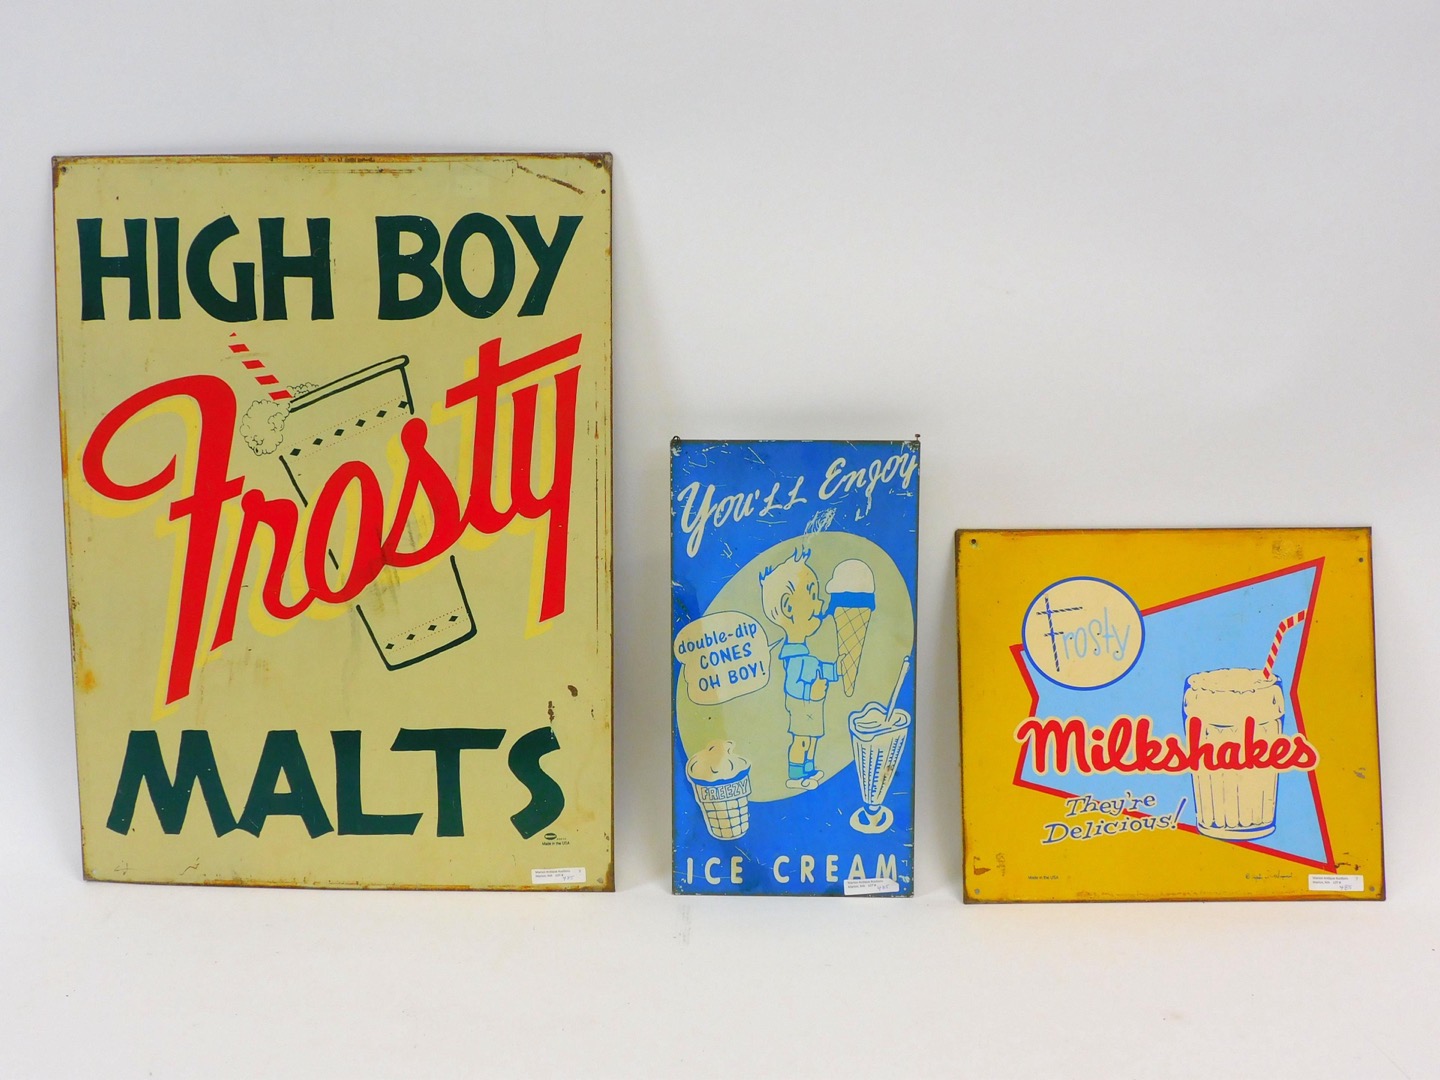 HIGH BOY
Frosty
MALTS
Made in the USA
You'll Enjoy
double-dip
CONES
OH BOY!
FREEZY
ICE CREAM
Frosty
Milkshakes
They're
Delicious!
Made in the USA